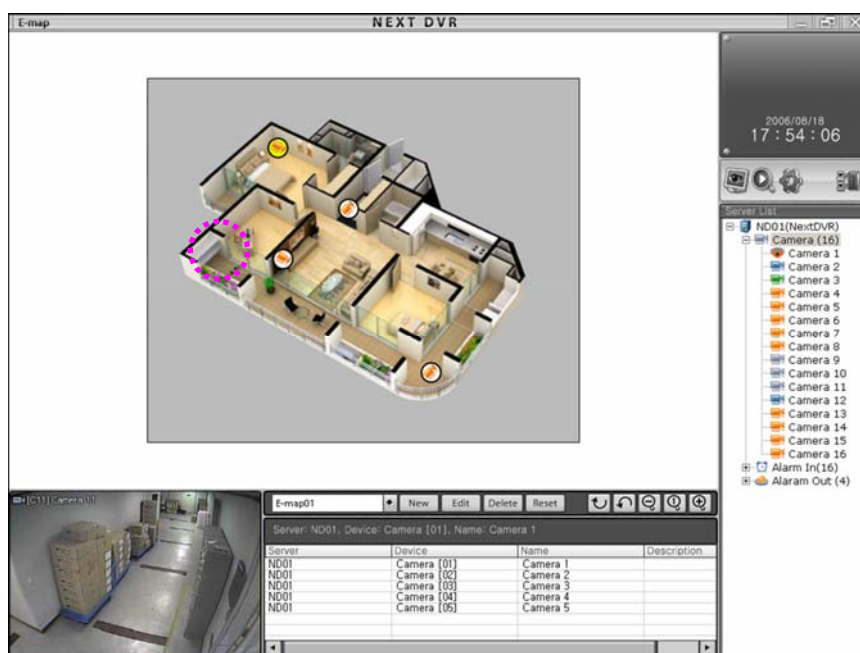 E-map
NEXT DVR
2006/08/18
17:54:06
Server List
ND01(NextDVR)
Camera (16)
Camera 1
Camera 2
Camera 3
Camera 4
Camera 5
Camera 6
Camera 7
Camera 8
Camera 9
Camera 10
Camera 11
Camera 12
Camera 13
Camera 14
Camera 15
Camera 16
Alarm In(16)
Alaram Out (4)
[C11] Camera 11
E-map01 New Edit Delete Reset
Server: ND01, Device: Camera [01], Name: Camera 1
Server Device Name Description
ND01 Camera [01] Camera 1
ND01 Camera [02] Camera 2
ND01 Camera [03] Camera 3
ND01 Camera [04] Camera 4
ND01 Camera [05] Camera 5